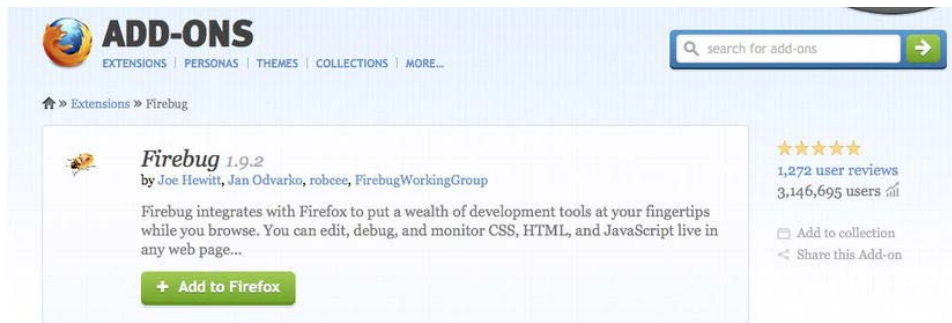 ADD-ONS
EXTENSIONS | PERSONAS | THEMES | COLLECTIONS | MORE...
search for add-ons
» Extensions » Firebug
Firebug 1.9.2
by Joe Hewitt, Jan Odvarko, robcee, FirebugWorkingGroup
Firebug integrates with Firefox to put a wealth of development tools at your fingertips
while you browse. You can edit, debug, and monitor CSS, HTML, and JavaScript live in
any web page...
+ Add to Firefox
1,272 user reviews
3,146,695 users
Add to collection
Share this Add-on